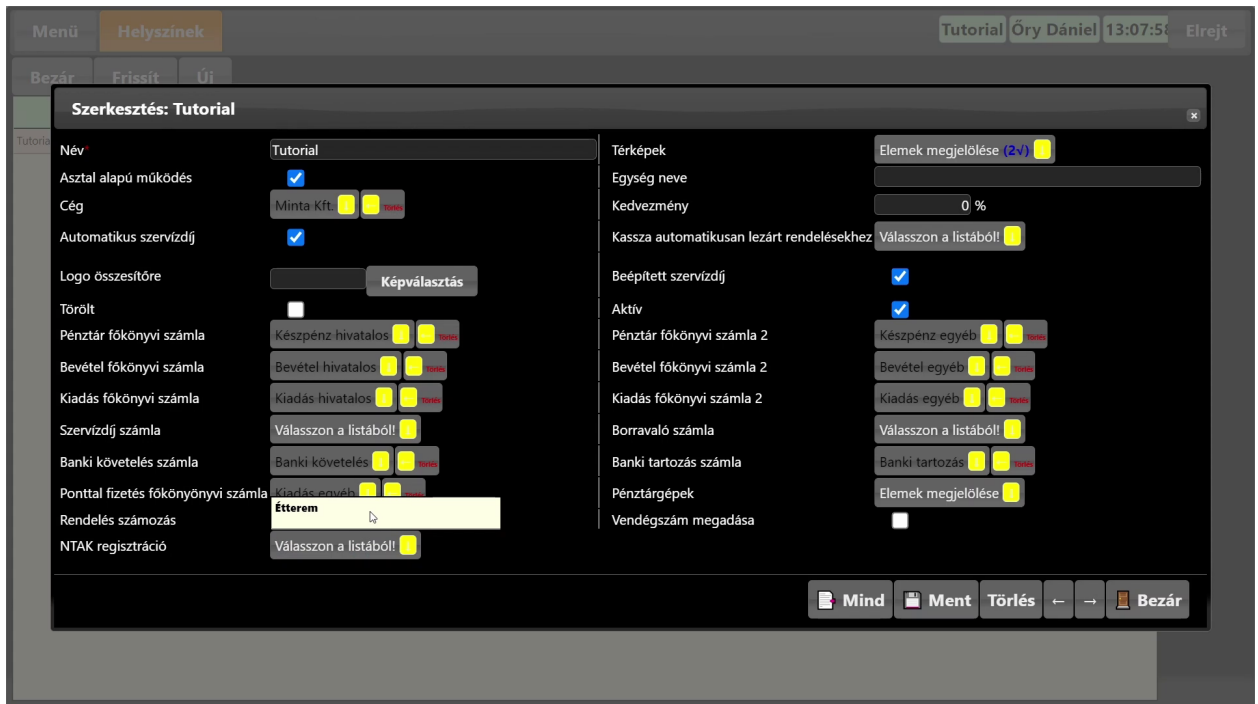 Menü Helyszínek Tutorial Őry Dániel 13:07:58 Elrejt
Bezár Frissít Új
Szerkesztés: Tutorial
Név* Tutorial Térképek Elemek megjelölése (2√)
Asztal alapú működés Egység neve
Cég Minta Kft. Törlés Kedvezmény 0 %
Automatikus szervízdíj Kassza automatikusan lezárt rendelésekhez Válasszon a listából!
Logo összesítőre Képválasztás Beépített szervízdíj
Törölt Aktív
Pénztár főkönyvi számla Készpénz hivatalos Törlés Pénztár főkönyvi számla 2 Készpénz egyéb Törlés
Bevétel főkönyvi számla Bevétel hivatalos Törlés Bevétel főkönyvi számla 2 Bevétel egyéb Törlés
Kiadás főkönyvi számla Kiadás hivatalos Törlés Kiadás főkönyvi számla 2 Kiadás egyéb Törlés
Szervízdíj számla Válasszon a listából! Borravaló számla Válasszon a listából!
Banki követelés számla Banki követelés Törlés Banki tartozás számla Banki tartozás Törlés
Ponttal fizetés főkönyönyvi számla Kiadás egyéb Pénztárgépek Elemek megjelölése
Étterem
Rendelés számozás Vendégszám megadása
NTAK regisztráció Válasszon a listából!
Mind Ment Törlés ← → Bezár